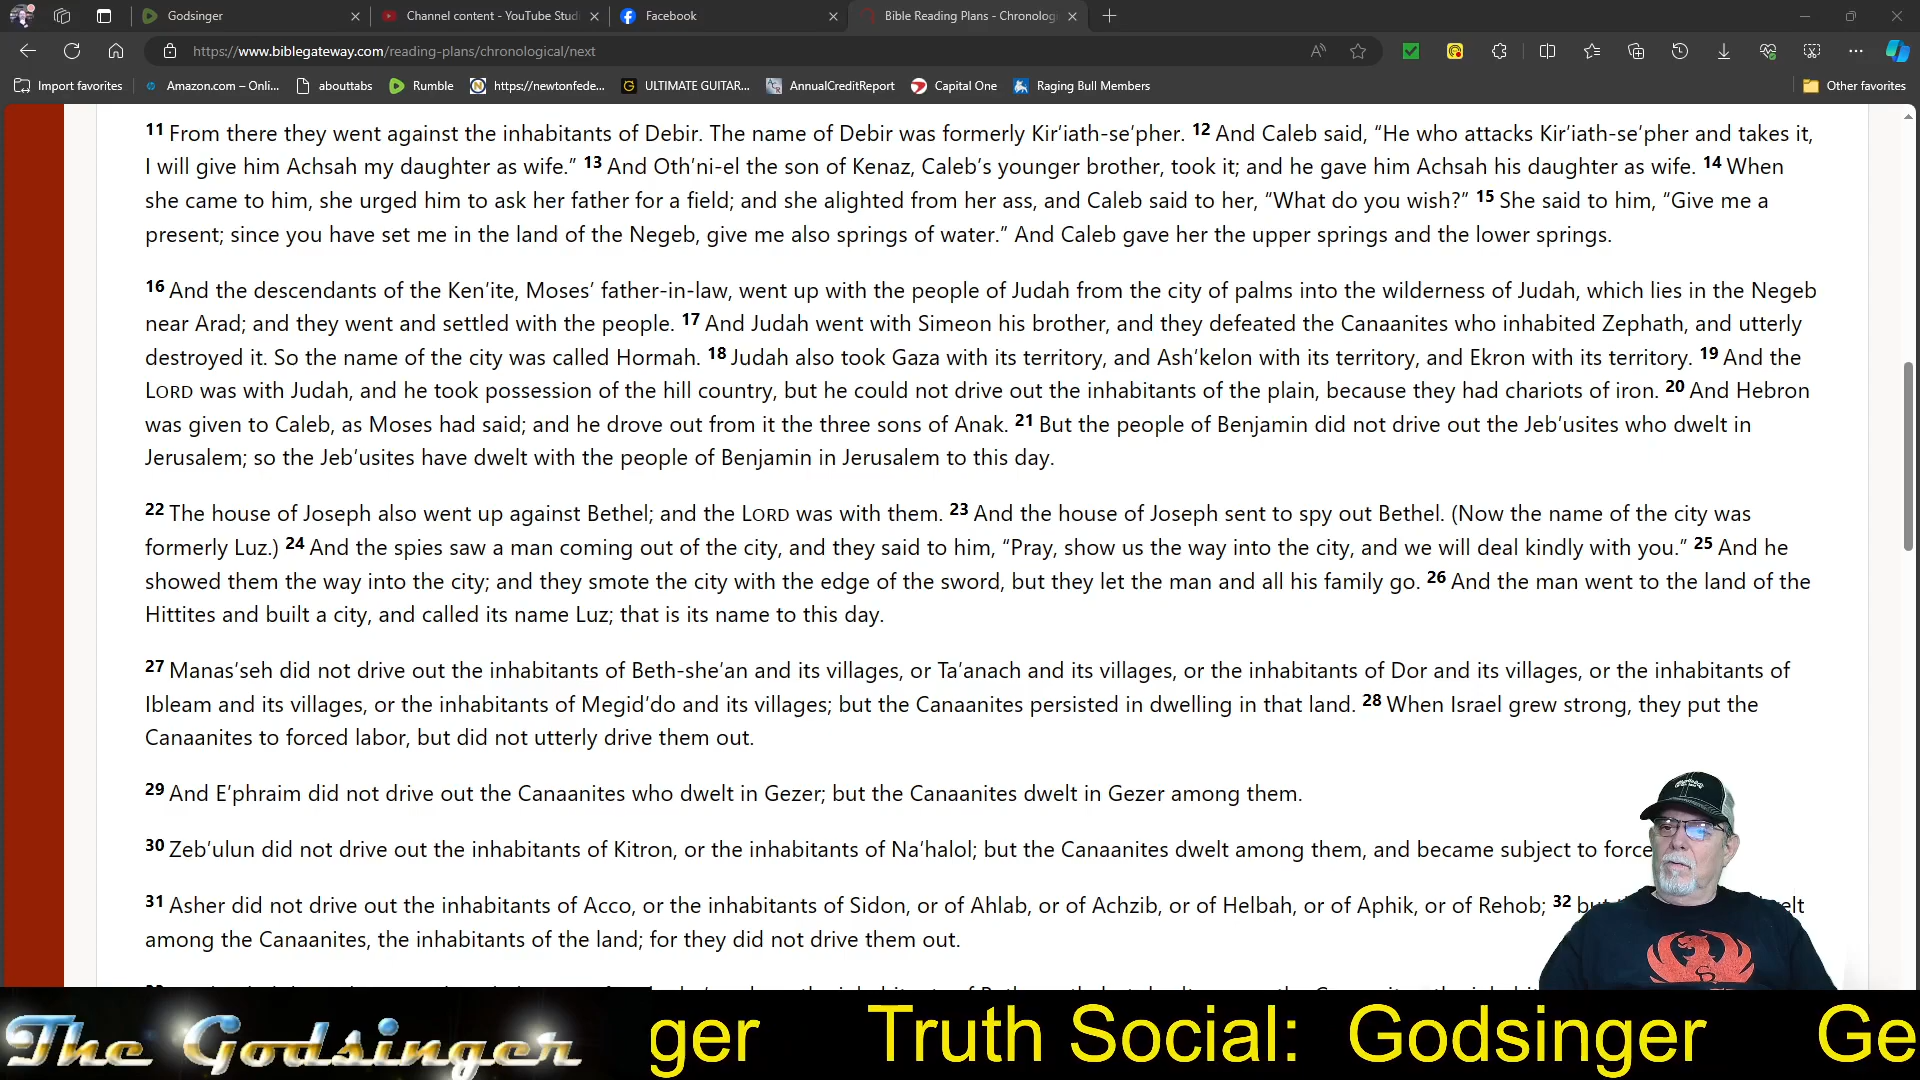 Godsinger
Channel content - YouTube Stud
Facebook
Bible Reading Plans - Chronolog
https://www.biblegateway.com/reading-plans/chronological/next
Import favorites
Amazon.com – Onli...
abouttabs
Rumble
https://newtonfede...
ULTIMATE GUITAR...
AnnualCreditReport
Capital One
Raging Bull Members
Other favorites
11 From there they went against the inhabitants of Debir. The name of Debir was formerly Kir′iath-se′pher. 12 And Caleb said, “He who attacks Kir′iath-se′pher and takes it,
I will give him Achsah my daughter as wife.” 13 And Oth′ni-el the son of Kenaz, Caleb’s younger brother, took it; and he gave him Achsah his daughter as wife. 14 When
she came to him, she urged him to ask her father for a field; and she alighted from her ass, and Caleb said to her, “What do you wish?” 15 She said to him, “Give me a
present; since you have set me in the land of the Negeb, give me also springs of water.” And Caleb gave her the upper springs and the lower springs.
16 And the descendants of the Ken′ite, Moses’ father-in-law, went up with the people of Judah from the city of palms into the wilderness of Judah, which lies in the Negeb
near Arad; and they went and settled with the people. 17 And Judah went with Simeon his brother, and they defeated the Canaanites who inhabited Zephath, and utterly
destroyed it. So the name of the city was called Hormah. 18 Judah also took Gaza with its territory, and Ash′kelon with its territory, and Ekron with its territory. 19 And the
LORD was with Judah, and he took possession of the hill country, but he could not drive out the inhabitants of the plain, because they had chariots of iron. 20 And Hebron
was given to Caleb, as Moses had said; and he drove out from it the three sons of Anak. 21 But the people of Benjamin did not drive out the Jeb′usites who dwelt in
Jerusalem; so the Jeb′usites have dwelt with the people of Benjamin in Jerusalem to this day.
22 The house of Joseph also went up against Bethel; and the LORD was with them. 23 And the house of Joseph sent to spy out Bethel. (Now the name of the city was
formerly Luz.) 24 And the spies saw a man coming out of the city, and they said to him, “Pray, show us the way into the city, and we will deal kindly with you.” 25 And he
showed them the way into the city; and they smote the city with the edge of the sword, but they let the man and all his family go. 26 And the man went to the land of the
Hittites and built a city, and called its name Luz; that is its name to this day.
27 Manas′seh did not drive out the inhabitants of Beth-she′an and its villages, or Ta′anach and its villages, or the inhabitants of Dor and its villages, or the inhabitants of
Ibleam and its villages, or the inhabitants of Megid′do and its villages; but the Canaanites persisted in dwelling in that land. 28 When Israel grew strong, they put the
Canaanites to forced labor, but did not utterly drive them out.
29 And E′phraim did not drive out the Canaanites who dwelt in Gezer; but the Canaanites dwelt in Gezer among them.
30 Zeb′ulun did not drive out the inhabitants of Kitron, or the inhabitants of Na′halol; but the Canaanites dwelt among them, and became subject to force
31 Asher did not drive out the inhabitants of Acco, or the inhabitants of Sidon, or of Ahlab, or of Achzib, or of Helbah, or of Aphik, or of Rehob; 32 bu elt
among the Canaanites, the inhabitants of the land; for they did not drive them out.
The Godsinger
ger Truth Social: Godsinger Ge